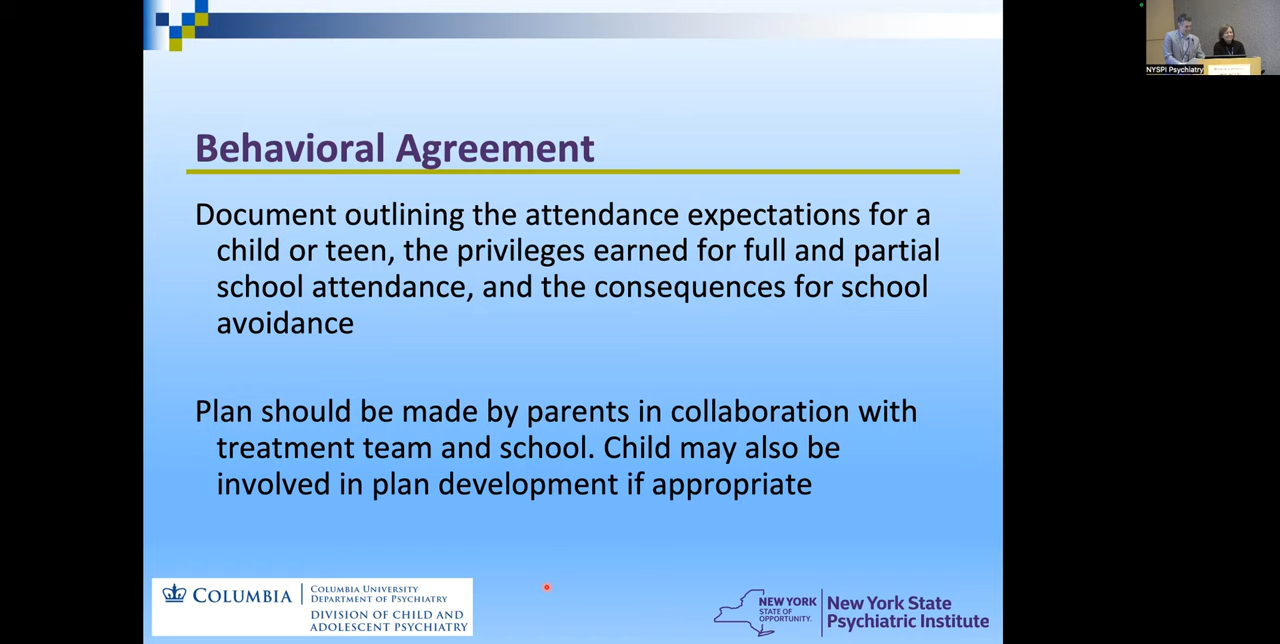 NYSPI Psychiatry
Behavioral Agreement
Document outlining the attendance expectations for a
child or teen, the privileges earned for full and partial
school attendance, and the consequences for school
avoidance
Plan should be made by parents in collaboration with
treatment team and school. Child may also be
involved in plan development if appropriate
COLUMBIA
COLUMBIA UNIVERSITY
DEPARTMENT OF PSYCHIATRY
DIVISION OF CHILD AND
ADOLESCENT PSYCHIATRY
NEW YORK
STATE OF
OPPORTUNITY.
New York State
Psychiatric Institute